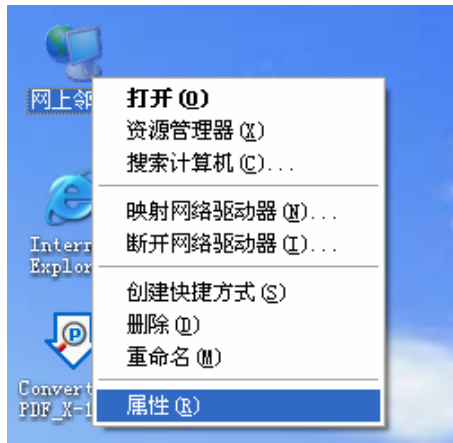 网上邻
打开(O)
资源管理器(X)
搜索计算机(C)...
映射网络驱动器(N)...
断开网络驱动器(I)...
创建快捷方式(S)
删除(D)
重命名(M)
属性(R)
Intern
Explor
Convert
PDF_X-1